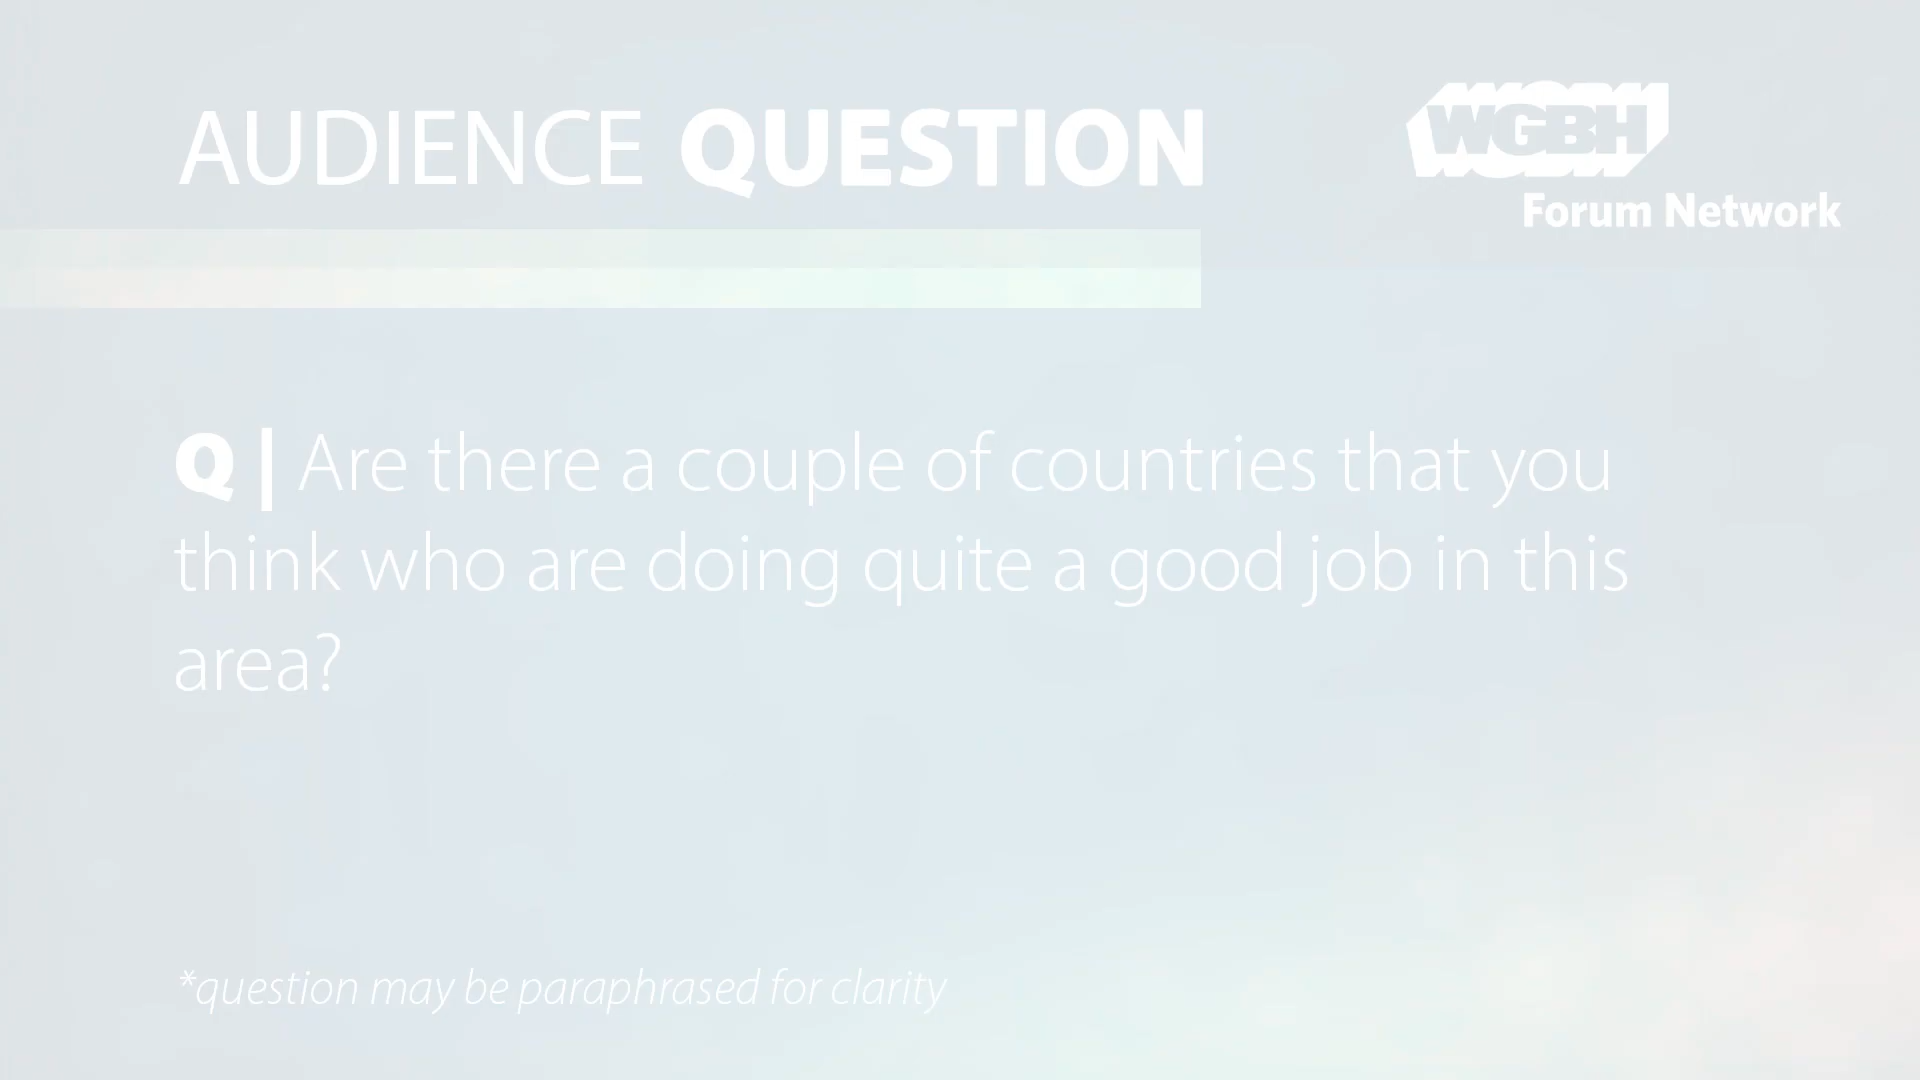 AUDIENCE QUESTION
WGBH
Forum Network
Q | Are there a couple of countries that you
think who are doing quite a good job in this
area?
*question may be paraphrased for clarity